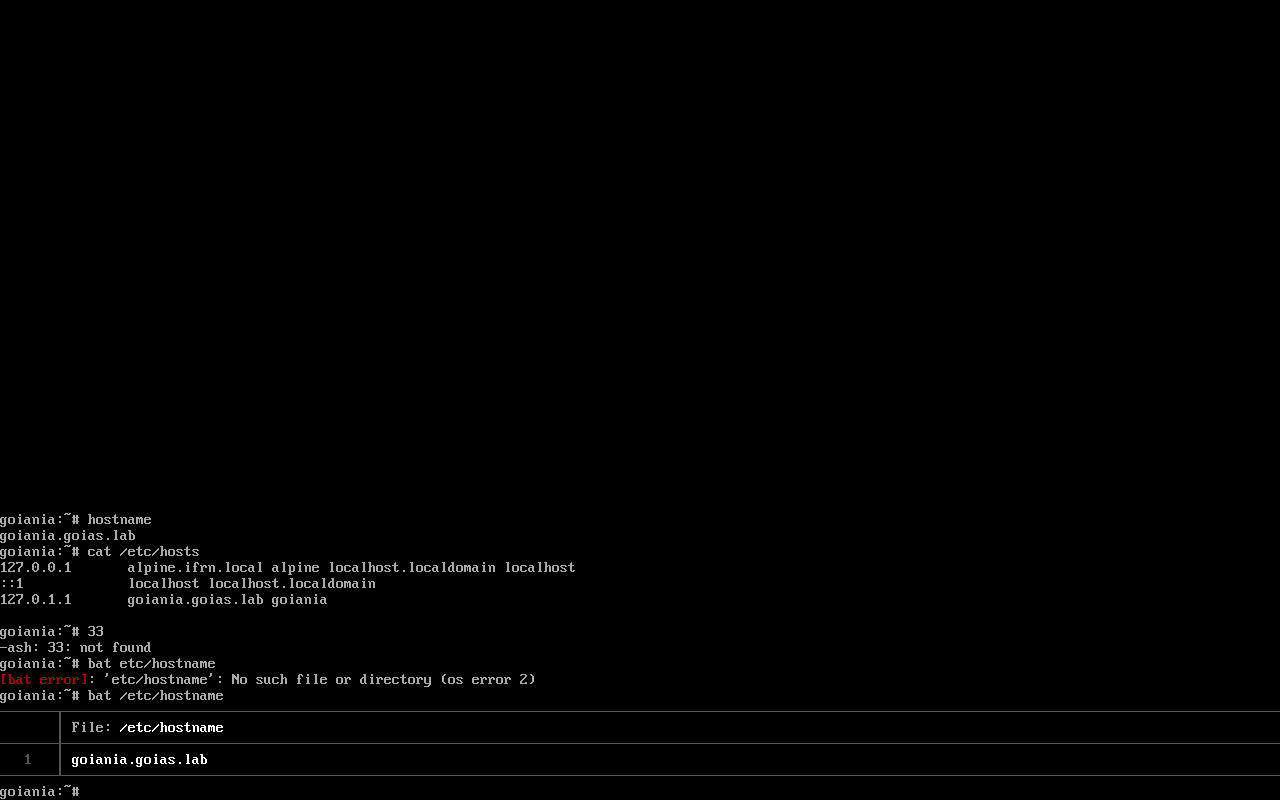 goiania:~# hostname
goiania.goias.lab
goiania:~# cat /etc/hosts
127.0.0.1       alpine.ifrn.local alpine localhost.localdomain localhost
::1             localhost localhost.localdomain
127.0.1.1       goiania.goias.lab goiania
goiania:~# 33
-ash: 33: not found
goiania:~# bat etc/hostname
[bat error]: 'etc/hostname': No such file or directory (os error 2)
goiania:~# bat /etc/hostname
File: /etc/hostname
1 goiania.goias.lab
goiania:~#